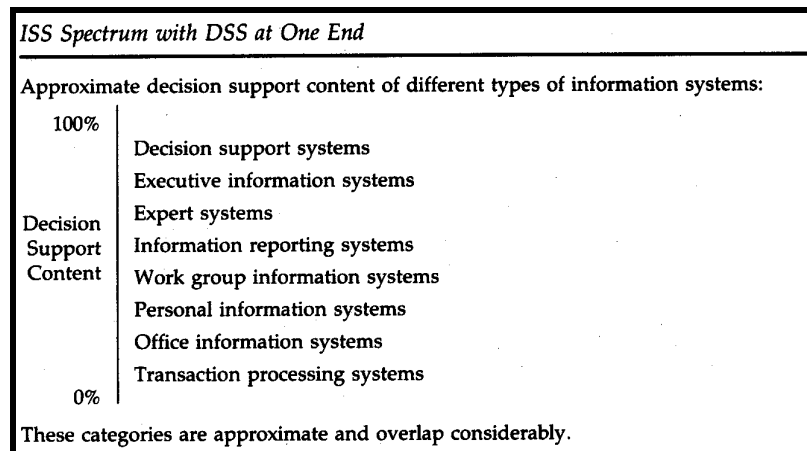 ISS Spectrum with DSS at One End
Approximate decision support content of different types of information systems:
100%
Decision support systems
Executive information systems
Expert systems
Decision
Information reporting systems
Support
Work group information systems
Content
Personal information systems
Office information systems
Transaction processing systems
0%
These categories are approximate and overlap considerably.